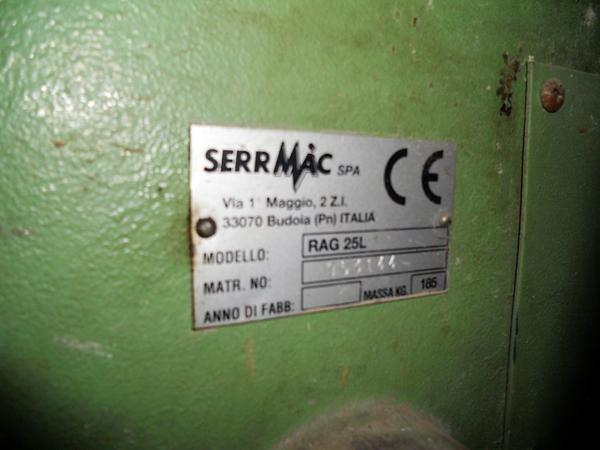 SERRMAC SPA
CE
Via 1° Maggio, 2 Z.I.
33070 Budoia (Pn) ITALIA
MODELLO: RAG 25L
MATR. NO:
ANNO DI FABB: MASSA KG. 185